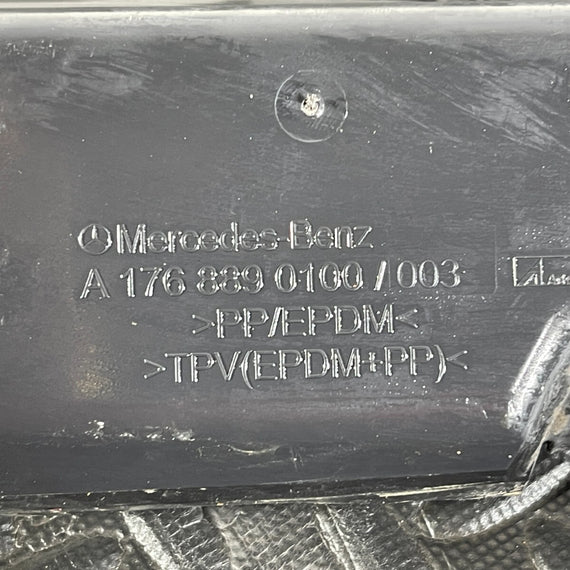 Mercedes-Benz
A 176 889 0100 / 003
>PP/EPDM<
>TPV(EPDM+PP)<